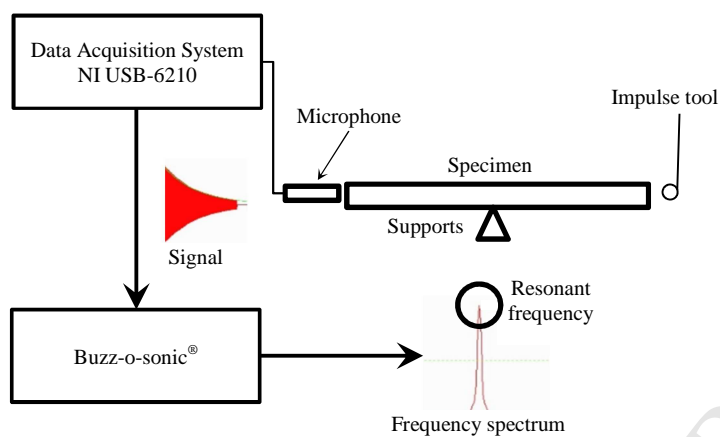 Data Acquisition System
NI USB-6210
Impulse tool
Microphone
Specimen
Supports
Signal
Resonant
frequency
Buzz-o-sonic®
Frequency spectrum